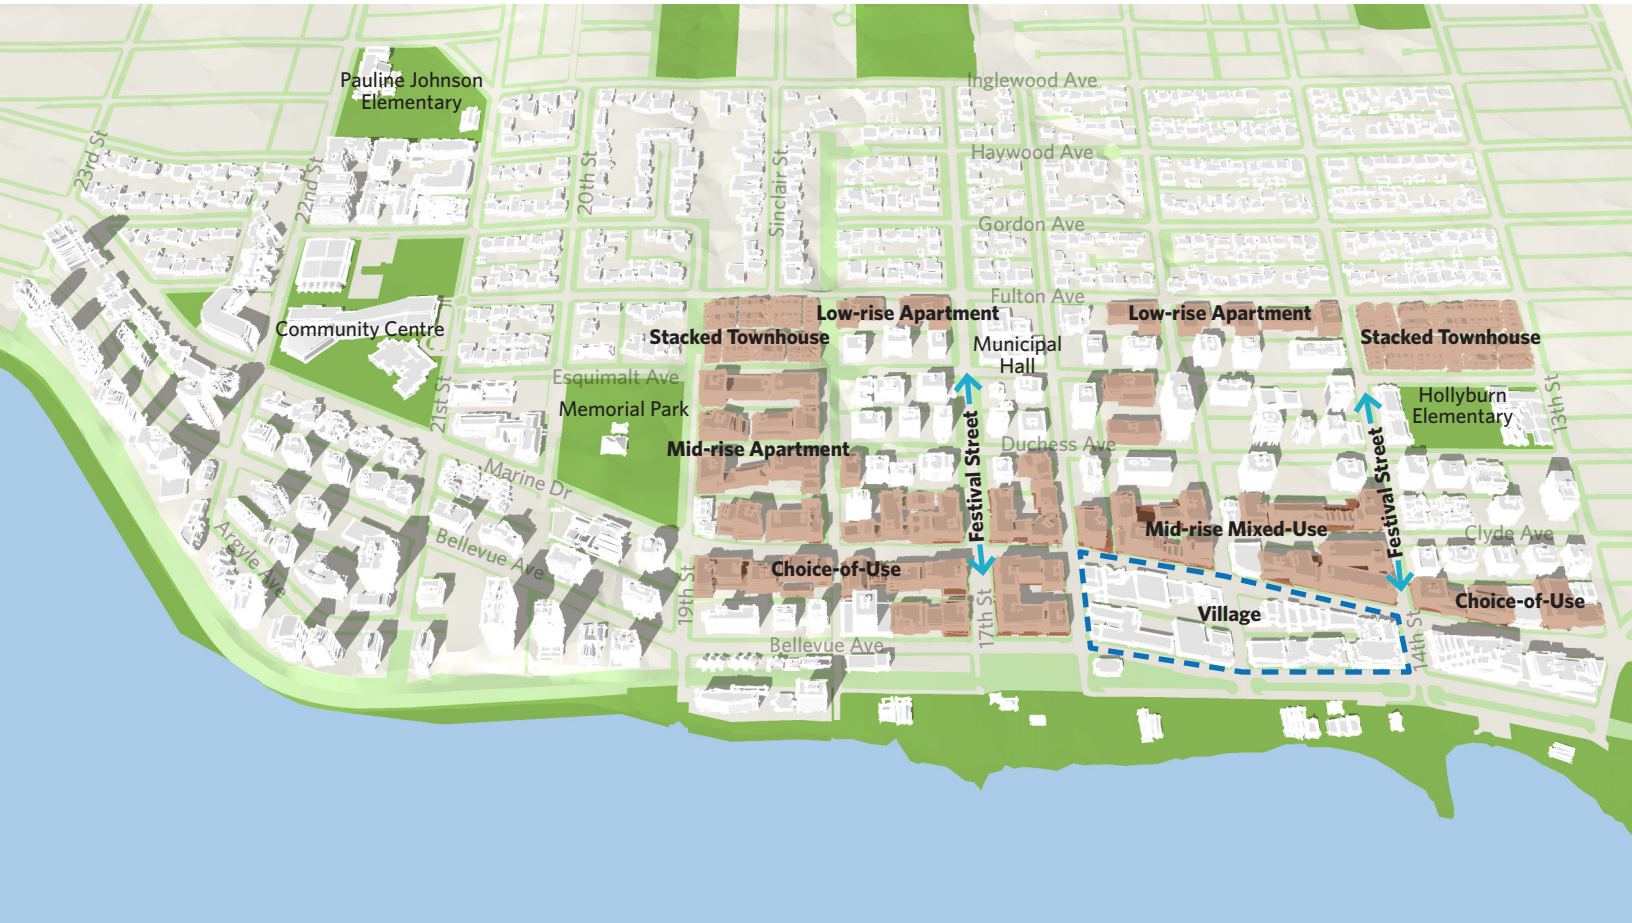 Pauline Johnson
Elementary
Inglewood Ave
23rd St
22nd St
20th St
Sinclair St
Haywood Ave
Gordon Ave
Fulton Ave
Community Centre
Stacked Townhouse
Low-rise Apartment
Municipal
Hall
Low-rise Apartment
Stacked Townhouse
Esquimalt Ave
21st St
Memorial Park
Hollyburn
Elementary
13th St
Mid-rise Apartment
Duchess Ave
Festival Street
Festival Street
Marine Dr
Argyle Ave
Bellevue Ave
Mid-rise Mixed-Use
Clyde Ave
Choice-of-Use
19th St
17th St
Village
14th St
Choice-of-Use
Bellevue Ave